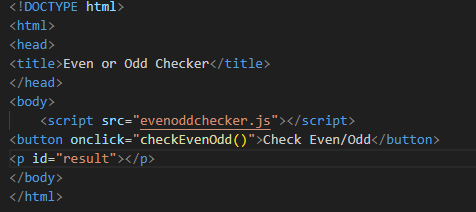 <!DOCTYPE html>
<html>
<head>
<title>Even or Odd Checker</title>
</head>
<body>
    <script src="evenoddchecker.js"></script>
<button onclick="checkEvenOdd()">Check Even/Odd</button>
<p id="result"></p>
</body>
</html>